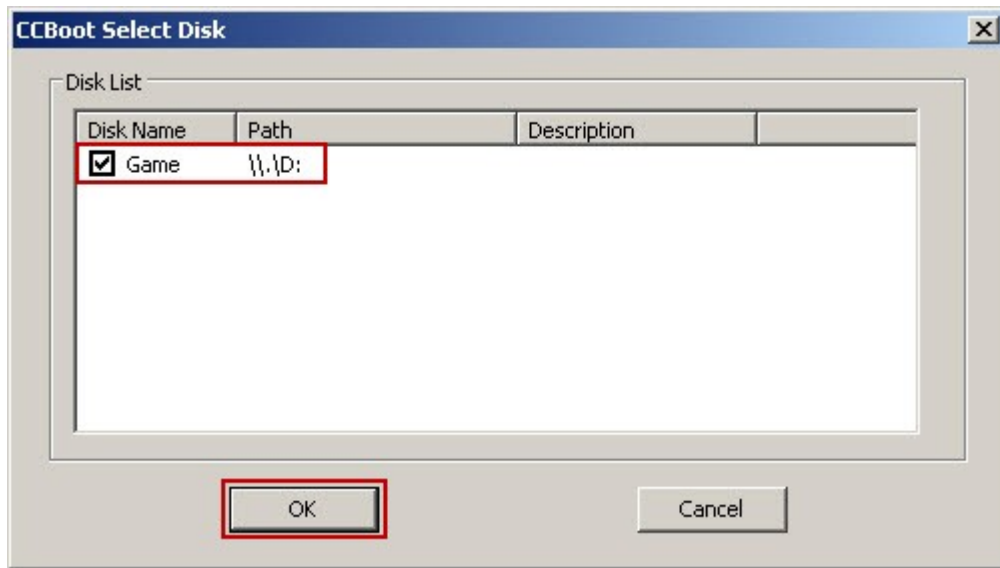 CCBoot Select Disk
Disk List
Disk Name Path Description
Game \\.\D:
OK Cancel